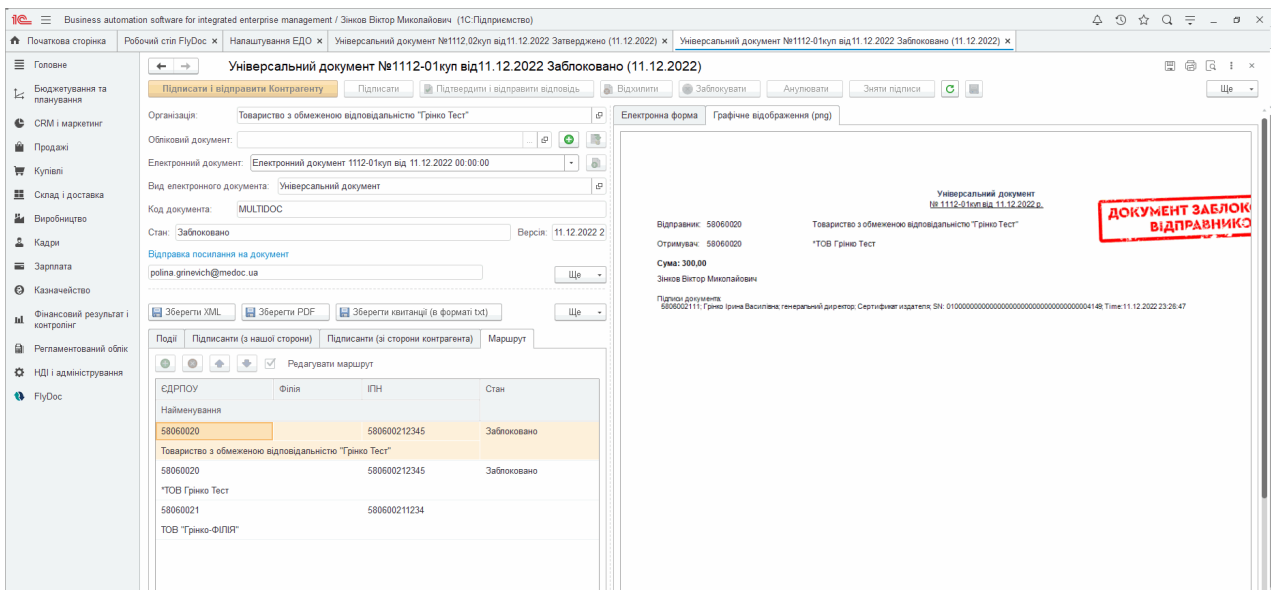 1С Business automation software for integrated enterprise management / Зінков Віктор Миколайович (1С:Підприємство)
Початкова сторінка × Робочий стіл FlyDoc × Налаштування ЕДО × Універсальний документ №1112,02куп від11.12.2022 Затверджено (11.12.2022) × Універсальний документ №1112-01куп від11.12.2022 Заблоковано (11.12.2022) ×
Головне
Бюджетування та
планування
CRM і маркетинг
Продажі
Купівлі
Склад і доставка
Виробництво
Кадри
Зарплата
Казначейство
Фінансовий результат і
контролінг
Регламентований облік
НДІ і адміністрування
FlyDoc
Універсальний документ №1112-01куп від11.12.2022 Заблоковано (11.12.2022)
Підписати і відправити Контрагенту Підписати Підтвердити і відправити відповідь Відхилити Заблокувати Анулювати Зняти підписи Ще
Організація: Товариство з обмеженою відповідальністю "Грінко Тест"
Обліковий документ:
Електронний документ: Електронний документ 1112-01куп від 11.12.2022 00:00:00
Вид електронного документа: Універсальний документ
Код документа: MULTIDOC
Стан: Заблоковано Версія: 11.12.2022 2
Відправка посилання на документ
polina.grinevich@medoc.ua Ще
Зберегти XML Зберегти PDF Зберегти квитанції (в форматі txt) Ще
Події Підписанти (з нашої сторони) Підписанти (зі сторони контрагента) Маршрут
Редагувати маршрут
ЄДРПОУ Філія ІПН Стан
Найменування
58060020 580600212345 Заблоковано
Товариство з обмеженою відповідальністю "Грінко Тест"
58060020 580600212345 Заблоковано
*ТОВ Грінко Тест
58060021 580600211234
ТОВ "Грінко-ФІЛІЯ"
Електронна форма Графічне відображення (png)
Універсальний документ
№ 1112-01куп від 11.12.2022 р.
ДОКУМЕНТ ЗАБЛОК
ВІДПРАВНИКО
Відправник: 58060020 Товариство з обмеженою відповідальністю "Грінко Тест"
Отримувач: 58060020 *ТОВ Грінко Тест
Сума: 300,00
Зінков Віктор Миколайович
Підписи документа: